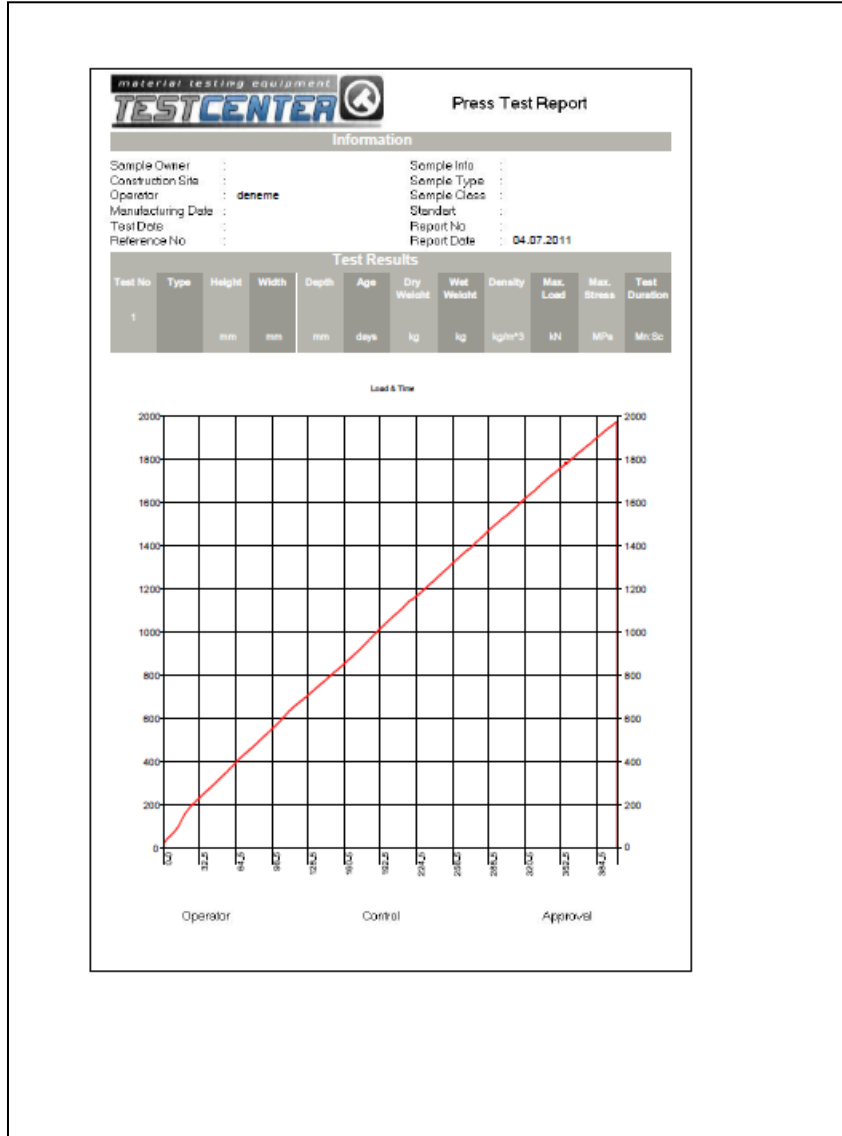 material testing equipment
TESTCENTER
Press Test Report
Information
Sample Owner :
Construction Site :
Operator : deneme
Manufacturing Date :
Test Date :
Reference No :
Sample Info :
Sample Type :
Sample Class :
Standart :
Report No :
Report Date : 04.07.2011
Test Results
Test No Type Height Width Depth Age Dry Weight Wet Weight Density Max. Load Max. Stress Test Duration
1
mm mm mm days kg kg kg/m^3 kN MPa Mn:Sc
Load & Time
2000 2000
1800 1800
1600 1600
1400 1400
1200 1200
1000 1000
800 800
600 600
400 400
200 200
0 0
0,0 32,5 64,5 96,5 128,5 160,5 192,5 224,5 256,5 288,5 320,5 352,5 384,5
Operator Control Approval